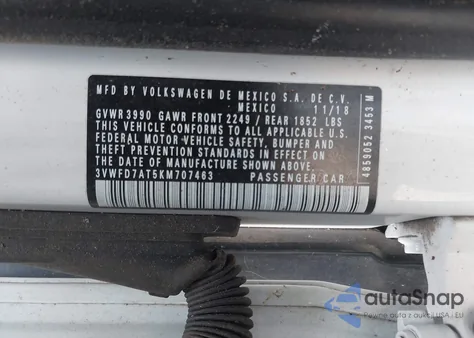 MFD BY VOLKSWAGEN DE MEXICO S.A. DE C.V.
MEXICO 11/18
GVWR 3990 GAWR FRONT 2249 / REAR 1852 LBS
THIS VEHICLE CONFORMS TO ALL APPLICABLE U.S.
FEDERAL MOTOR VEHICLE SAFETY, BUMPER AND
THEFT PREVENTION STANDARDS IN EFFECT ON THE
DATE OF MANUFACTURE SHOWN ABOVE
3VWFD7AT5KM707463 PASSENGER CAR
4859052 3453 M
autoSnap